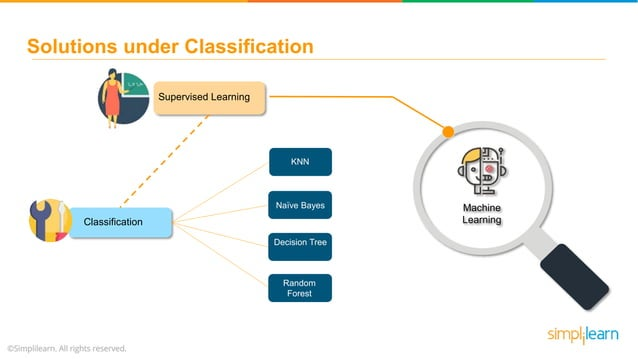 Solutions under Classification
Supervised Learning
KNN
Naïve Bayes
Classification
Decision Tree
Random
Forest
Machine
Learning
©Simplilearn. All rights reserved.
simplilearn